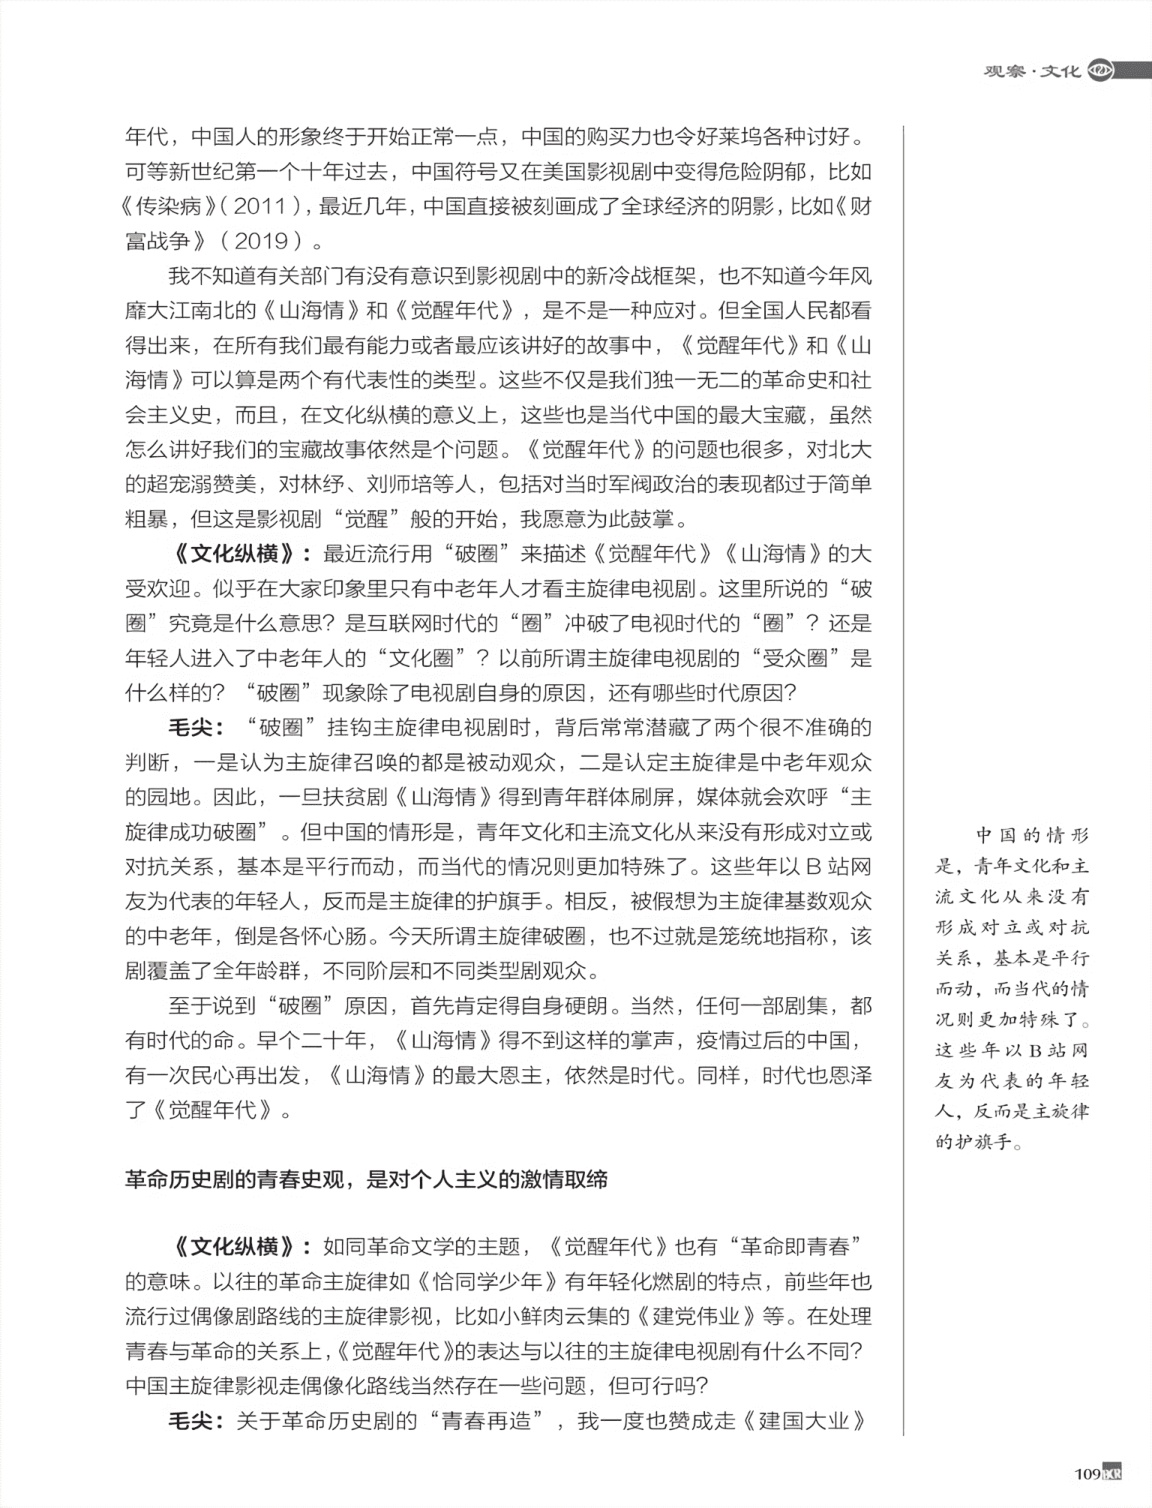 观察·文化
年代，中国人的形象终于开始正常一点，中国的购买力也令好莱坞各种讨好。
可等新世纪第一个十年过去，中国符号又在美国影视剧中变得危险阴郁，比如
《传染病》（2011），最近几年，中国直接被刻画成了全球经济的阴影，比如《财
富战争》（2019）。
我不知道有关部门有没有意识到影视剧中的新冷战框架，也不知道今年风
靡大江南北的《山海情》和《觉醒年代》，是不是一种应对。但全国人民都看
得出来，在所有我们最有能力或者最应该讲好的故事中，《觉醒年代》和《山
海情》可以算是两个有代表性的类型。这些不仅是我们独一无二的革命史和社
会主义史，而且，在文化纵横的意义上，这些也是当代中国的最大宝藏，虽然
怎么讲好我们的宝藏故事依然是个问题。《觉醒年代》的问题也很多，对北大
的超宠溺赞美，对林纾、刘师培等人，包括对当时军阀政治的表现都过于简单
粗暴，但这是影视剧“觉醒”般的开始，我愿意为此鼓掌。
《文化纵横》：最近流行用“破圈”来描述《觉醒年代》《山海情》的大
受欢迎。似乎在大家印象里只有中老年人才看主旋律电视剧。这里所说的“破
圈”究竟是什么意思？是互联网时代的“圈”冲破了电视时代的“圈”？还是
年轻人进入了中老年人的“文化圈”？以前所谓主旋律电视剧的“受众圈”是
什么样的？“破圈”现象除了电视剧自身的原因，还有哪些时代原因？
毛尖：“破圈”挂钩主旋律电视剧时，背后常常潜藏了两个很不准确的
判断，一是认为主旋律召唤的都是被动观众，二是认定主旋律是中老年观众
的园地。因此，一旦扶贫剧《山海情》得到青年群体刷屏，媒体就会欢呼“主
旋律成功破圈”。但中国的情形是，青年文化和主流文化从来没有形成对立或
对抗关系，基本是平行而动，而当代的情况则更加特殊了。这些年以 B 站网
友为代表的年轻人，反而是主旋律的护旗手。相反，被假想为主旋律基数观众
的中老年，倒是各怀心肠。今天所谓主旋律破圈，也不过就是笼统地指称，该
剧覆盖了全年龄群，不同阶层和不同类型剧观众。
至于说到“破圈”原因，首先肯定得自身硬朗。当然，任何一部剧集，都
有时代的命。早个二十年，《山海情》得不到这样的掌声，疫情过后的中国，
有一次民心再出发，《山海情》的最大恩主，依然是时代。同样，时代也恩泽
了《觉醒年代》。
革命历史剧的青春史观，是对个人主义的激情取缔
《文化纵横》：如同革命文学的主题，《觉醒年代》也有“革命即青春”
的意味。以往的革命主旋律如《恰同学少年》有年轻化燃剧的特点，前些年也
流行过偶像剧路线的主旋律影视，比如小鲜肉云集的《建党伟业》等。在处理
青春与革命的关系上，《觉醒年代》的表达与以往的主旋律电视剧有什么不同？
中国主旋律影视走偶像化路线当然存在一些问题，但可行吗？
毛尖：关于革命历史剧的“青春再造”，我一度也赞成走《建国大业》
中国的情形
是，青年文化和主
流文化从来没有
形成对立或对抗
关系，基本是平行
而动，而当代的情
况则更加特殊了。
这些年以 B 站网
友为代表的年轻
人，反而是主旋律
的护旗手。
109